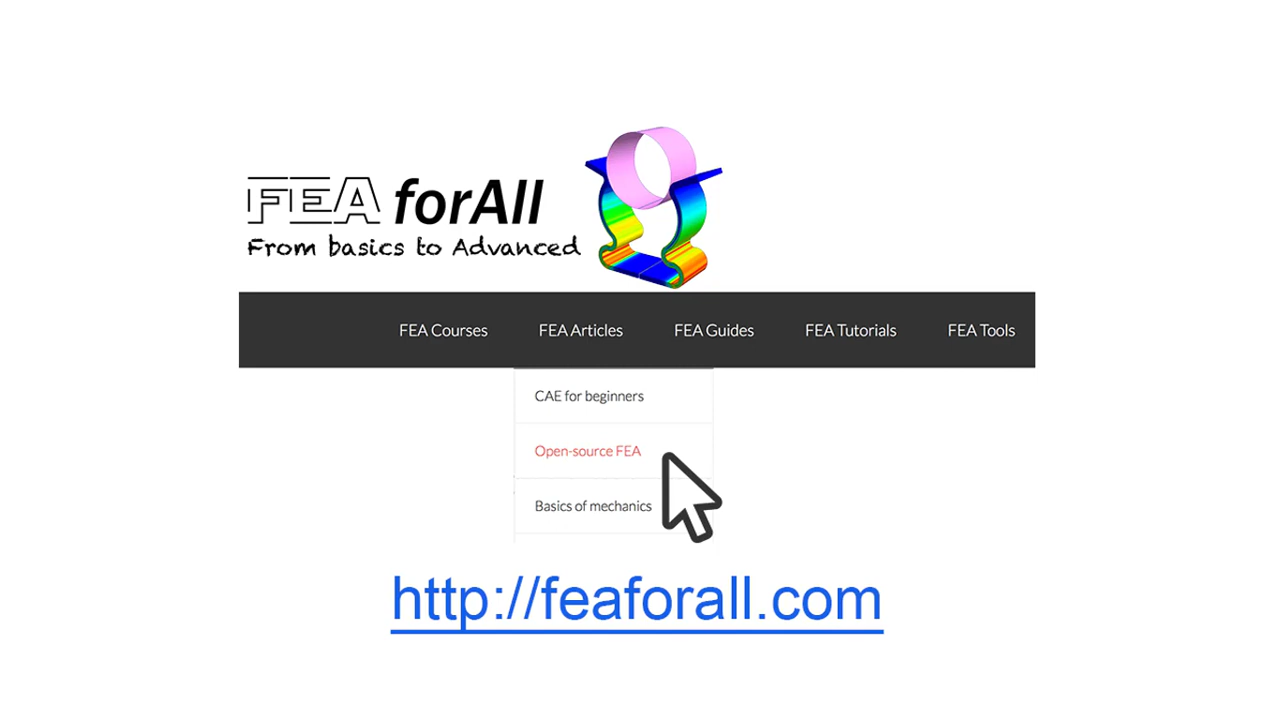 FEA forAll
From basics to Advanced
FEA Courses FEA Articles FEA Guides FEA Tutorials FEA Tools
CAE for beginners
Open-source FEA
Basics of mechanics
http://feaforall.com